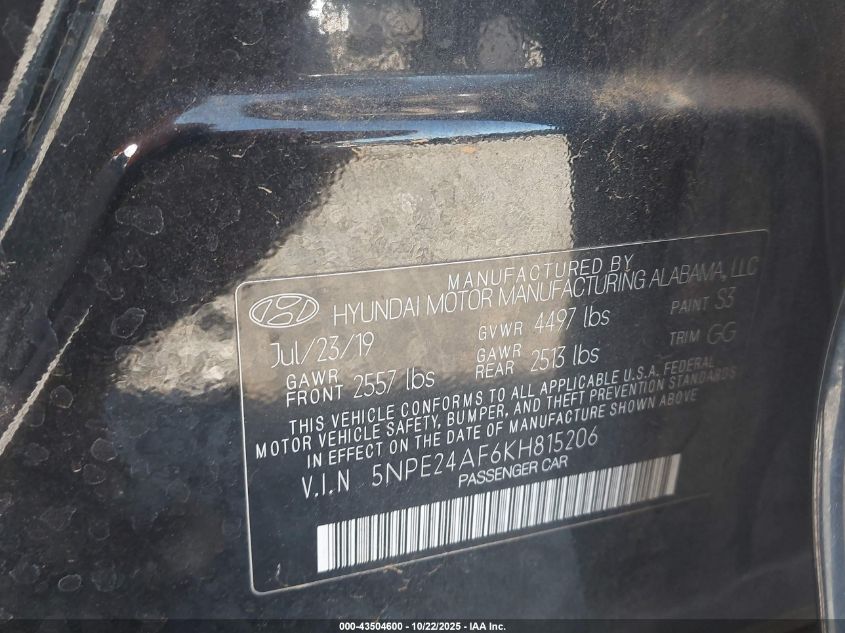 MANUFACTURED BY
HYUNDAI MOTOR MANUFACTURING ALABAMA, LLC
Jul/23/19 GVWR 4497 lbs PAINT S3
GAWR FRONT 2557 lbs GAWR REAR 2513 lbs TRIM GG
THIS VEHICLE CONFORMS TO ALL APPLICABLE U.S.A. FEDERAL
MOTOR VEHICLE SAFETY, BUMPER, AND THEFT PREVENTION STANDARDS
IN EFFECT ON THE DATE OF MANUFACTURE SHOWN ABOVE
V.I.N 5NPE24AF6KH815206
PASSENGER CAR
000-43504600 - 10/22/2025 - IAA Inc.